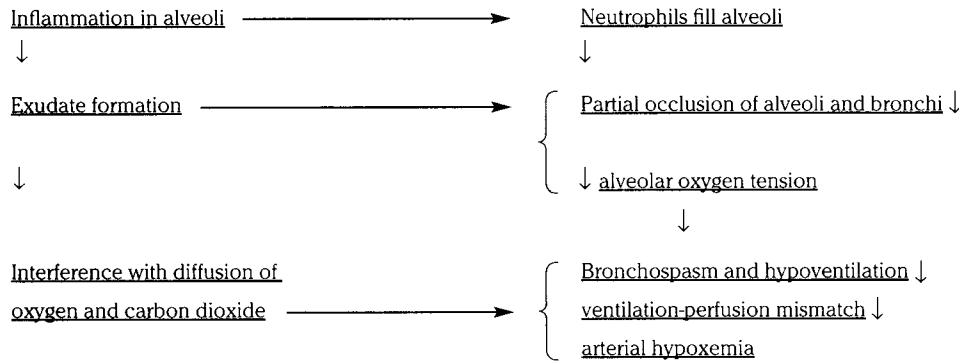 Inflammation in alveoli → Neutrophils fill alveoli
↓ ↓
Exudate formation → Partial occlusion of alveoli and bronchi ↓
↓ ↓ alveolar oxygen tension
↓
Interference with diffusion of Bronchospasm and hypoventilation ↓
oxygen and carbon dioxide → ventilation-perfusion mismatch ↓
arterial hypoxemia